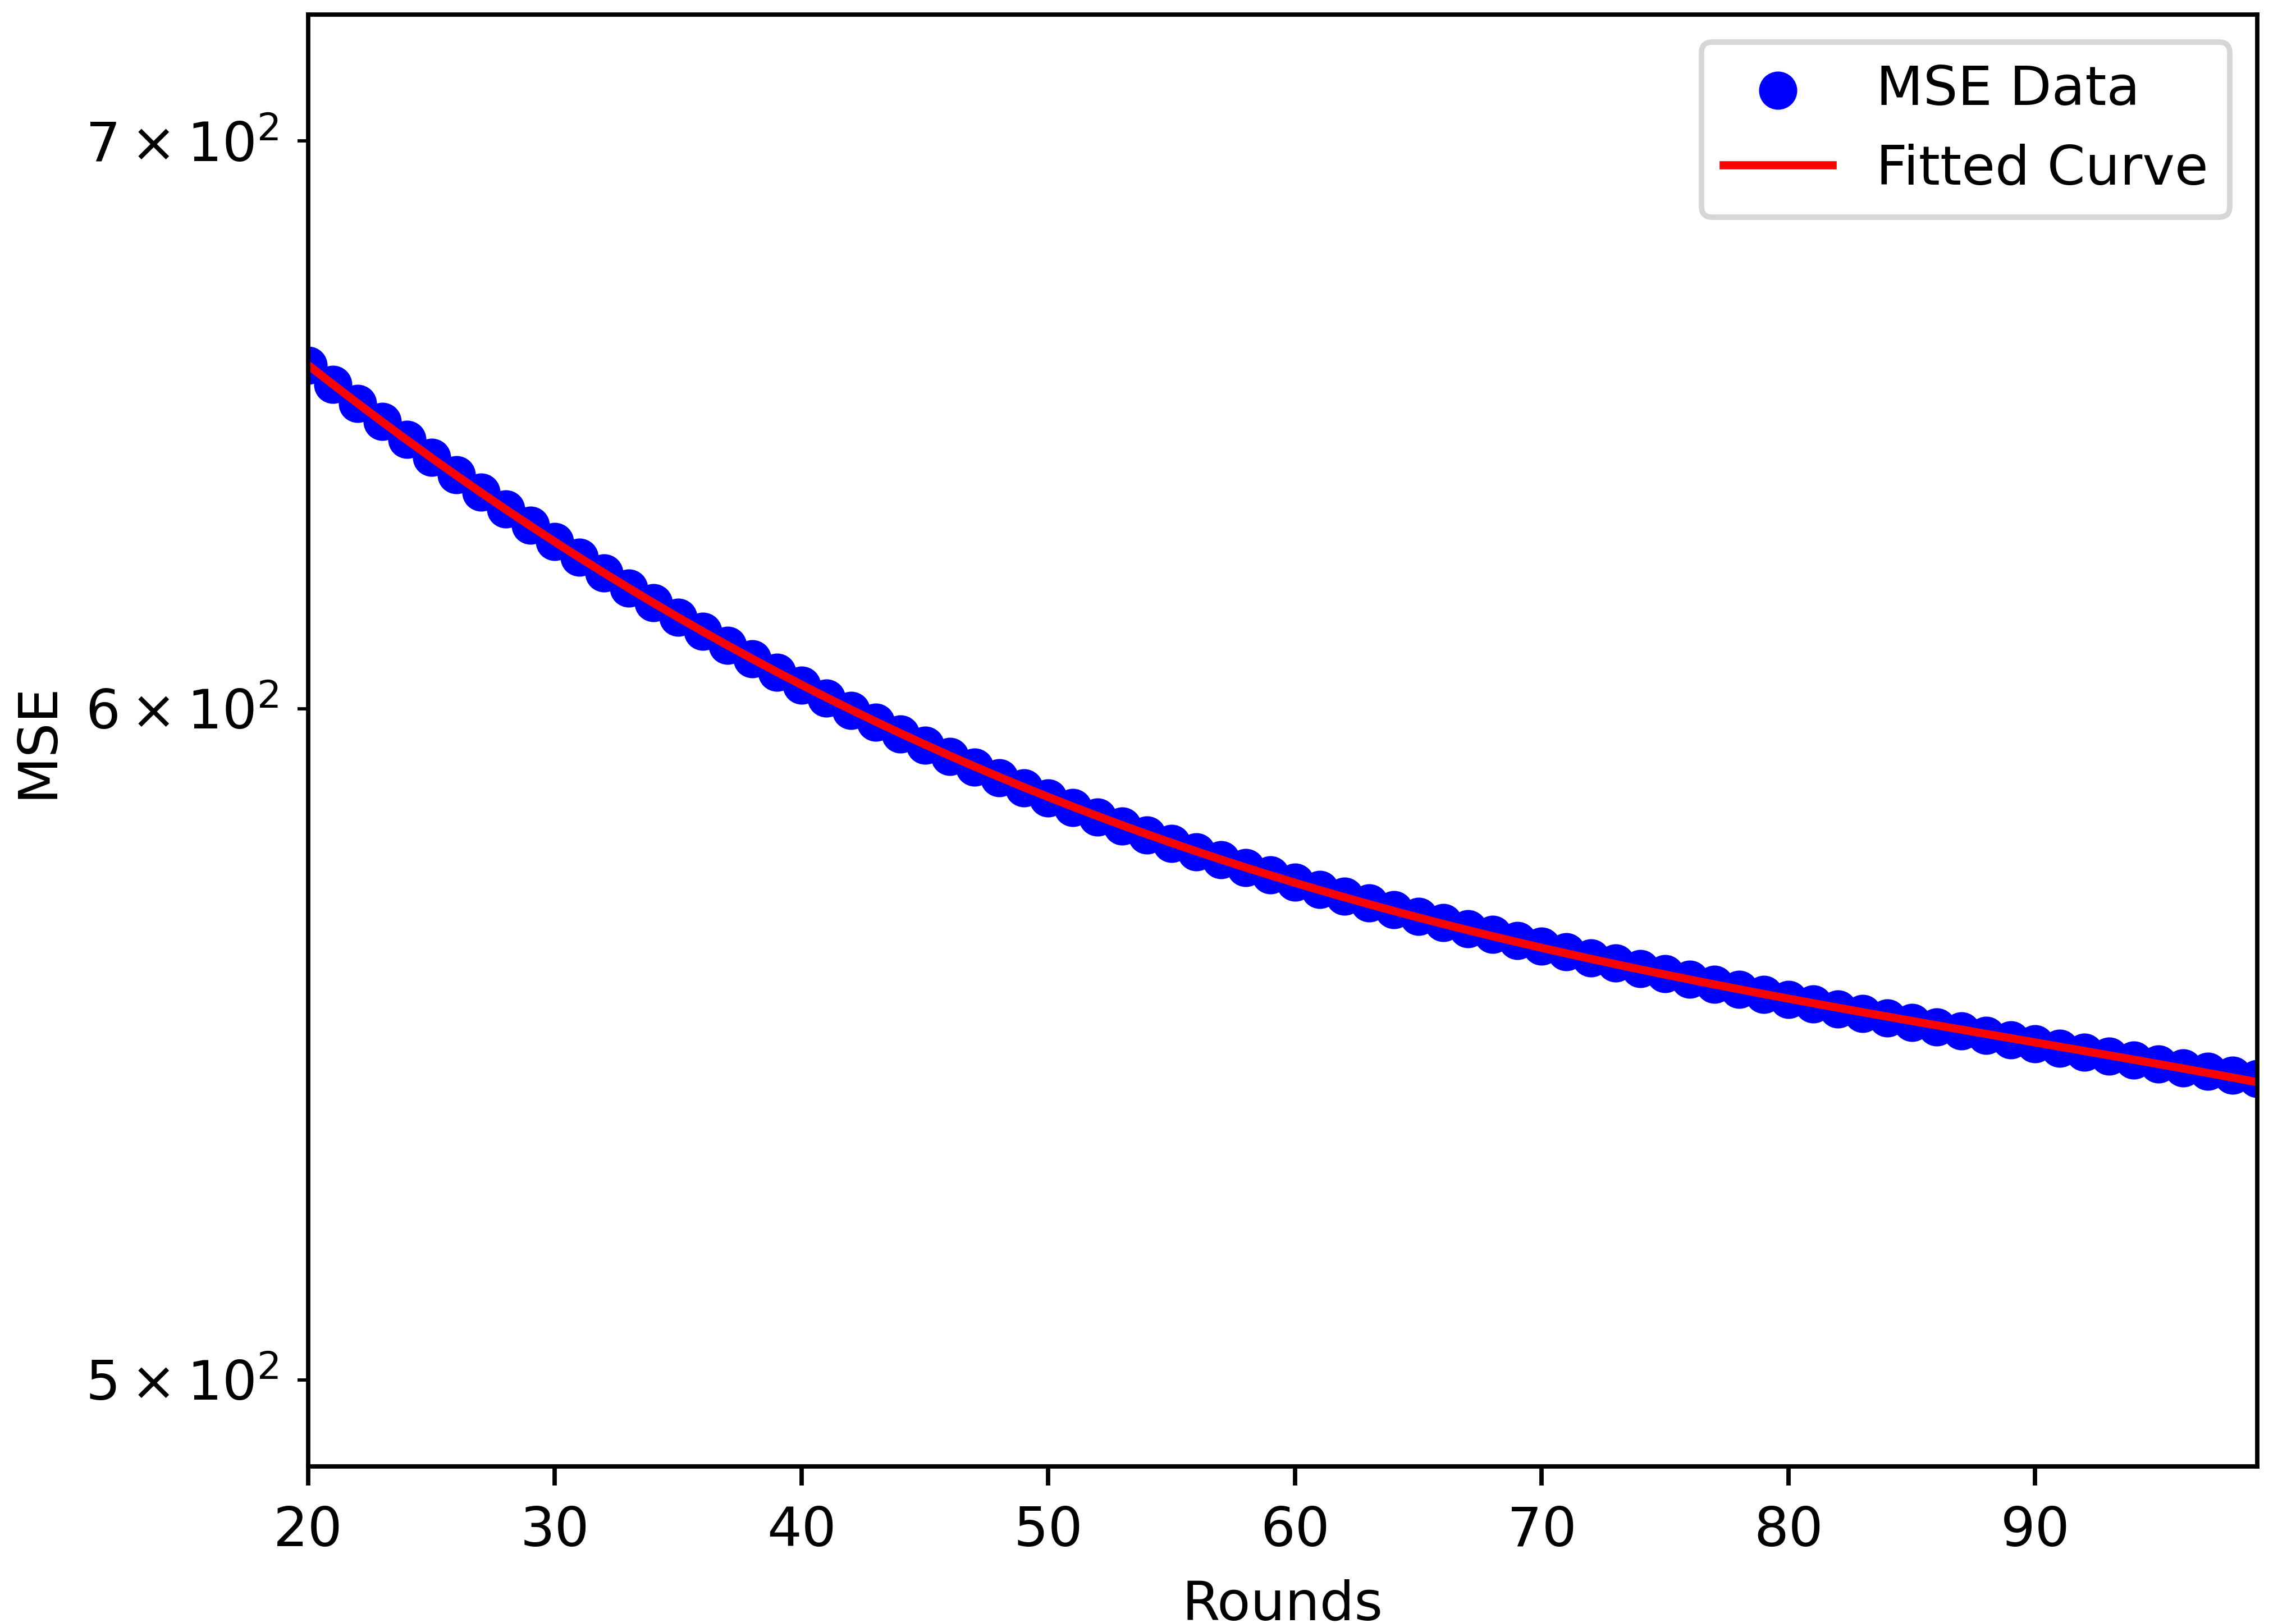 MSE Data
Fitted Curve
7 × 10²
6 × 10²
5 × 10²
MSE
20 30 40 50 60 70 80 90
Rounds